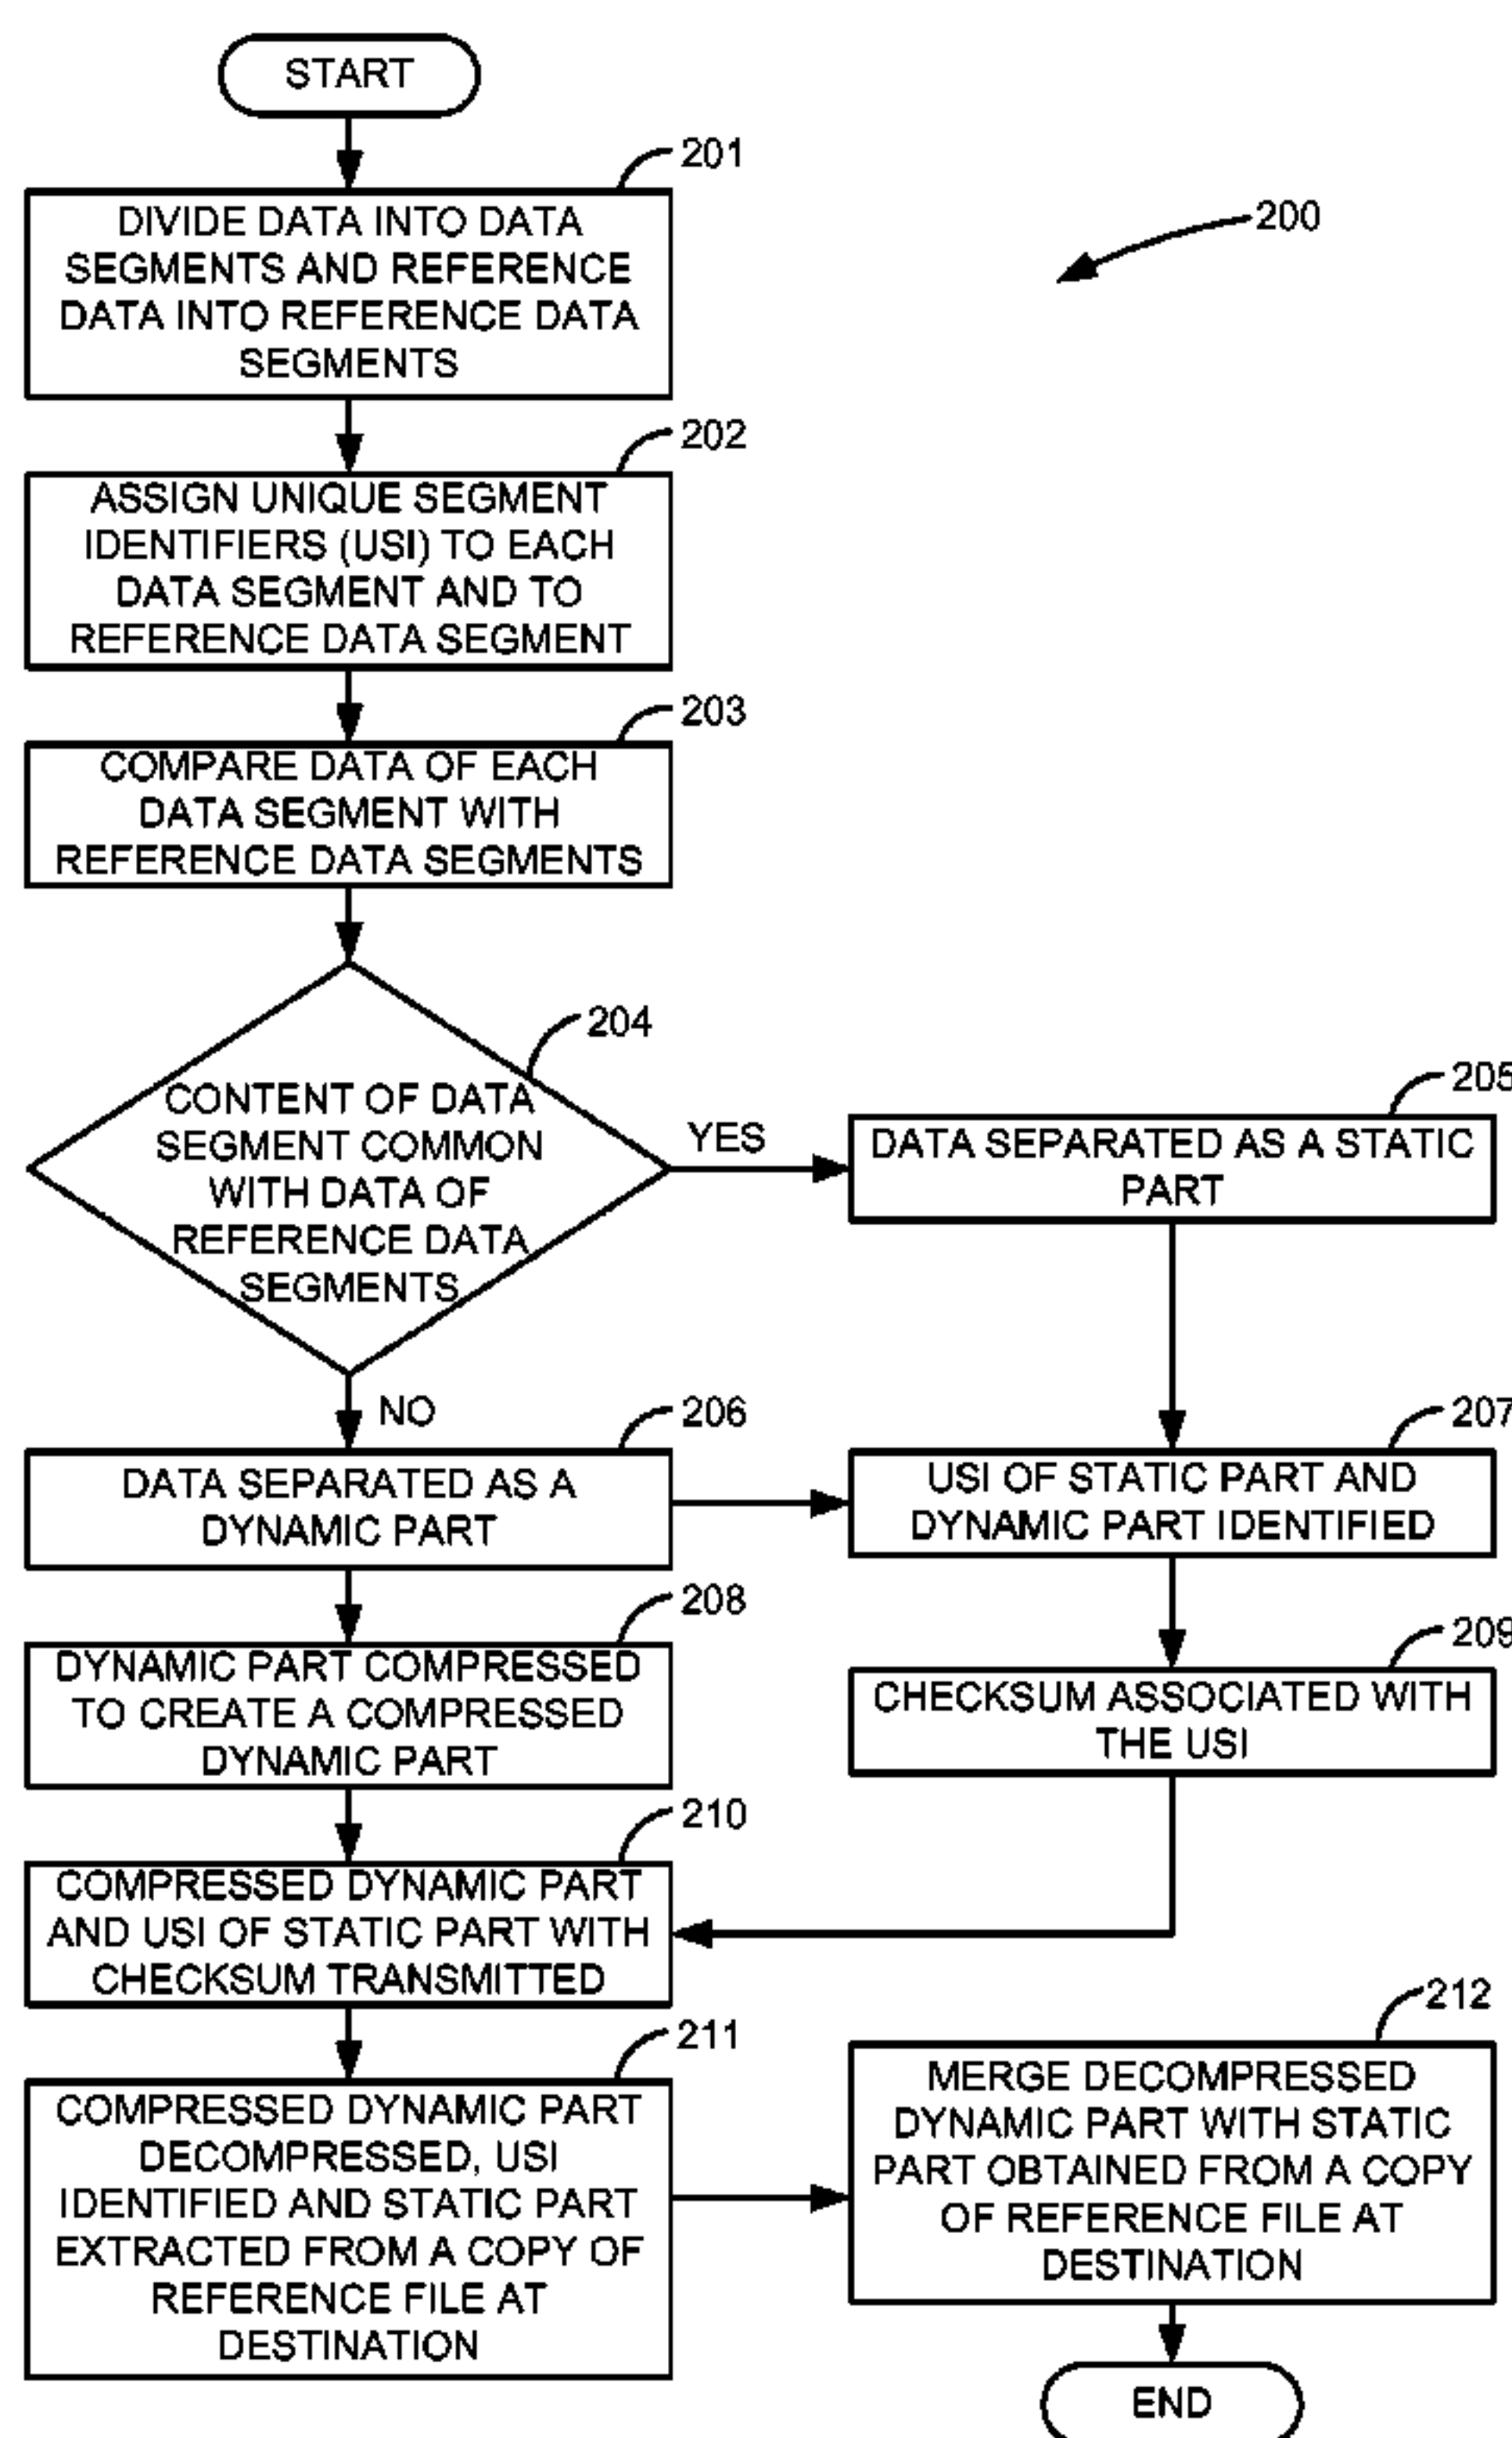 START
201
DIVIDE DATA INTO DATA
SEGMENTS AND REFERENCE
DATA INTO REFERENCE DATA
SEGMENTS
200
202
ASSIGN UNIQUE SEGMENT
IDENTIFIERS (USI) TO EACH
DATA SEGMENT AND TO
REFERENCE DATA SEGMENT
203
COMPARE DATA OF EACH
DATA SEGMENT WITH
REFERENCE DATA SEGMENTS
204
CONTENT OF DATA
SEGMENT COMMON
WITH DATA OF
REFERENCE DATA
SEGMENTS
YES
205
DATA SEPARATED AS A STATIC
PART
NO
206
DATA SEPARATED AS A
DYNAMIC PART
207
USI OF STATIC PART AND
DYNAMIC PART IDENTIFIED
208
DYNAMIC PART COMPRESSED
TO CREATE A COMPRESSED
DYNAMIC PART
209
CHECKSUM ASSOCIATED WITH
THE USI
210
COMPRESSED DYNAMIC PART
AND USI OF STATIC PART WITH
CHECKSUM TRANSMITTED
211
COMPRESSED DYNAMIC PART
DECOMPRESSED, USI
IDENTIFIED AND STATIC PART
EXTRACTED FROM A COPY OF
REFERENCE FILE AT
DESTINATION
212
MERGE DECOMPRESSED
DYNAMIC PART WITH STATIC
PART OBTAINED FROM A COPY
OF REFERENCE FILE AT
DESTINATION
END